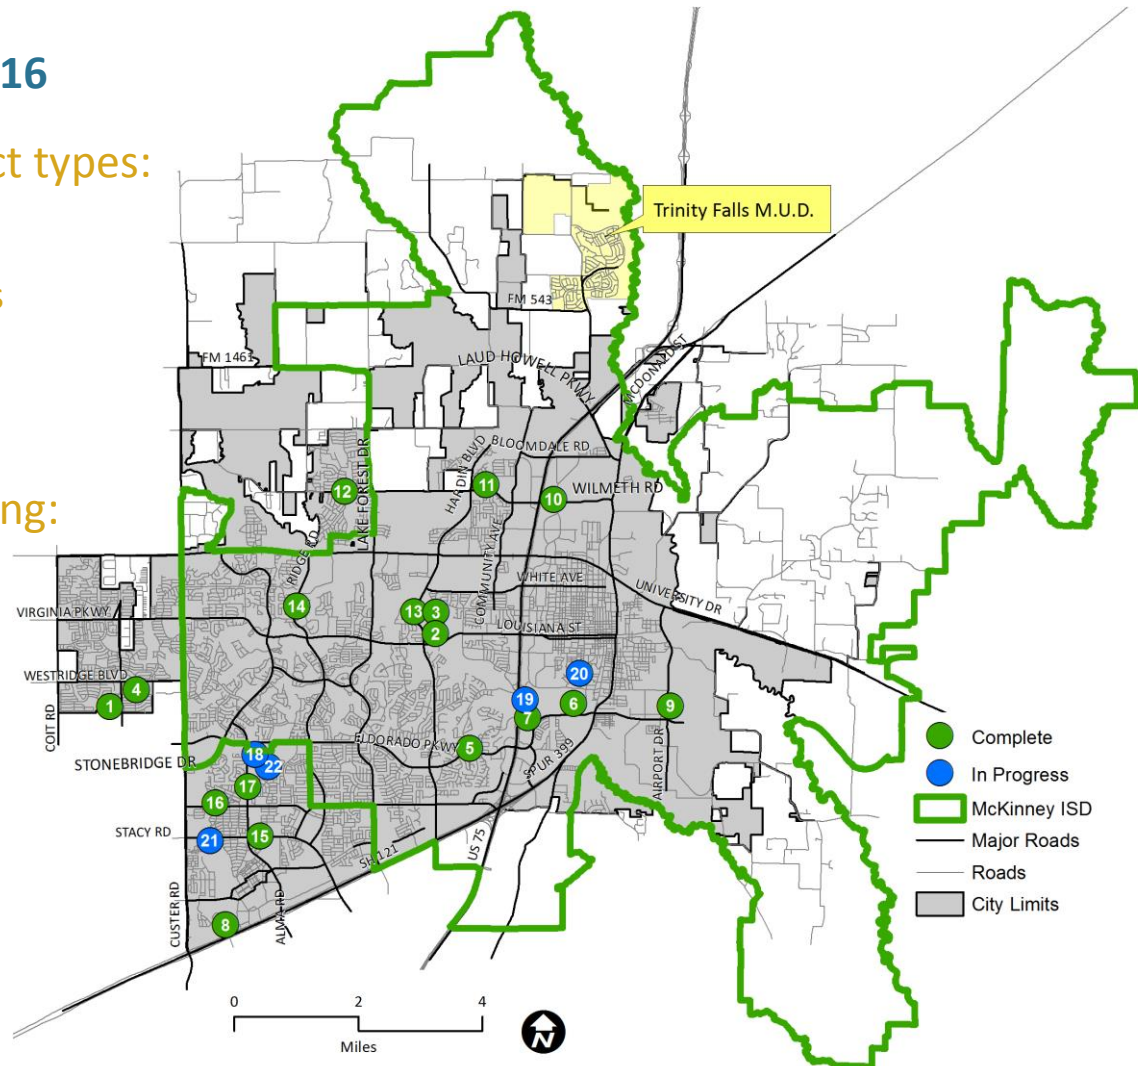 16
ct types:
s
ng:
Trinity Falls M.U.D.
FM 543
FM 1461
LAUD HOWELL PKWY
MCDONALD ST
HARDIN BLVD
BLOOMDALE RD
LAKE FOREST DR
12
11
10
WILMETH RD
RIDGE RD
COMMUNITY AVE
WHITE AVE
UNIVERSITY DR
VIRGINIA PKWY
14
13
3
2
LOUISIANA ST
WESTRIDGE BLVD
4
1
20
19
6
7
9
COIT RD
STONEBRIDGE DR
18
22
ELDORADO PKWY
5
SPUR 399
AIRPORT DR
17
16
STACY RD
21
15
SH 121
US 75
CUSTER RD
8
ALMA RD
Complete
In Progress
McKinney ISD
Major Roads
Roads
City Limits
0 2 4
Miles
N